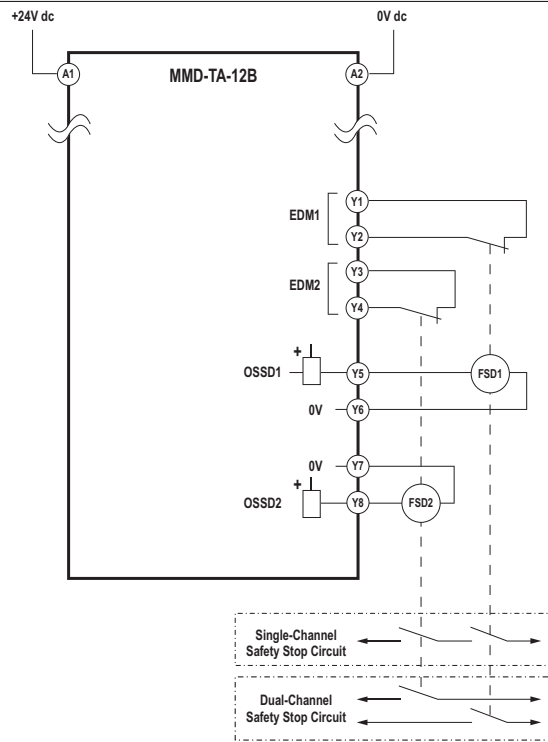 +24V dc
0V dc
A1
MMD-TA-12B
A2
Y1
EDM1
Y2
Y3
EDM2
Y4
+
OSSD1
Y5
FSD1
0V
Y6
0V
Y7
+
OSSD2
Y8
FSD2
Single-Channel
Safety Stop Circuit
Dual-Channel
Safety Stop Circuit